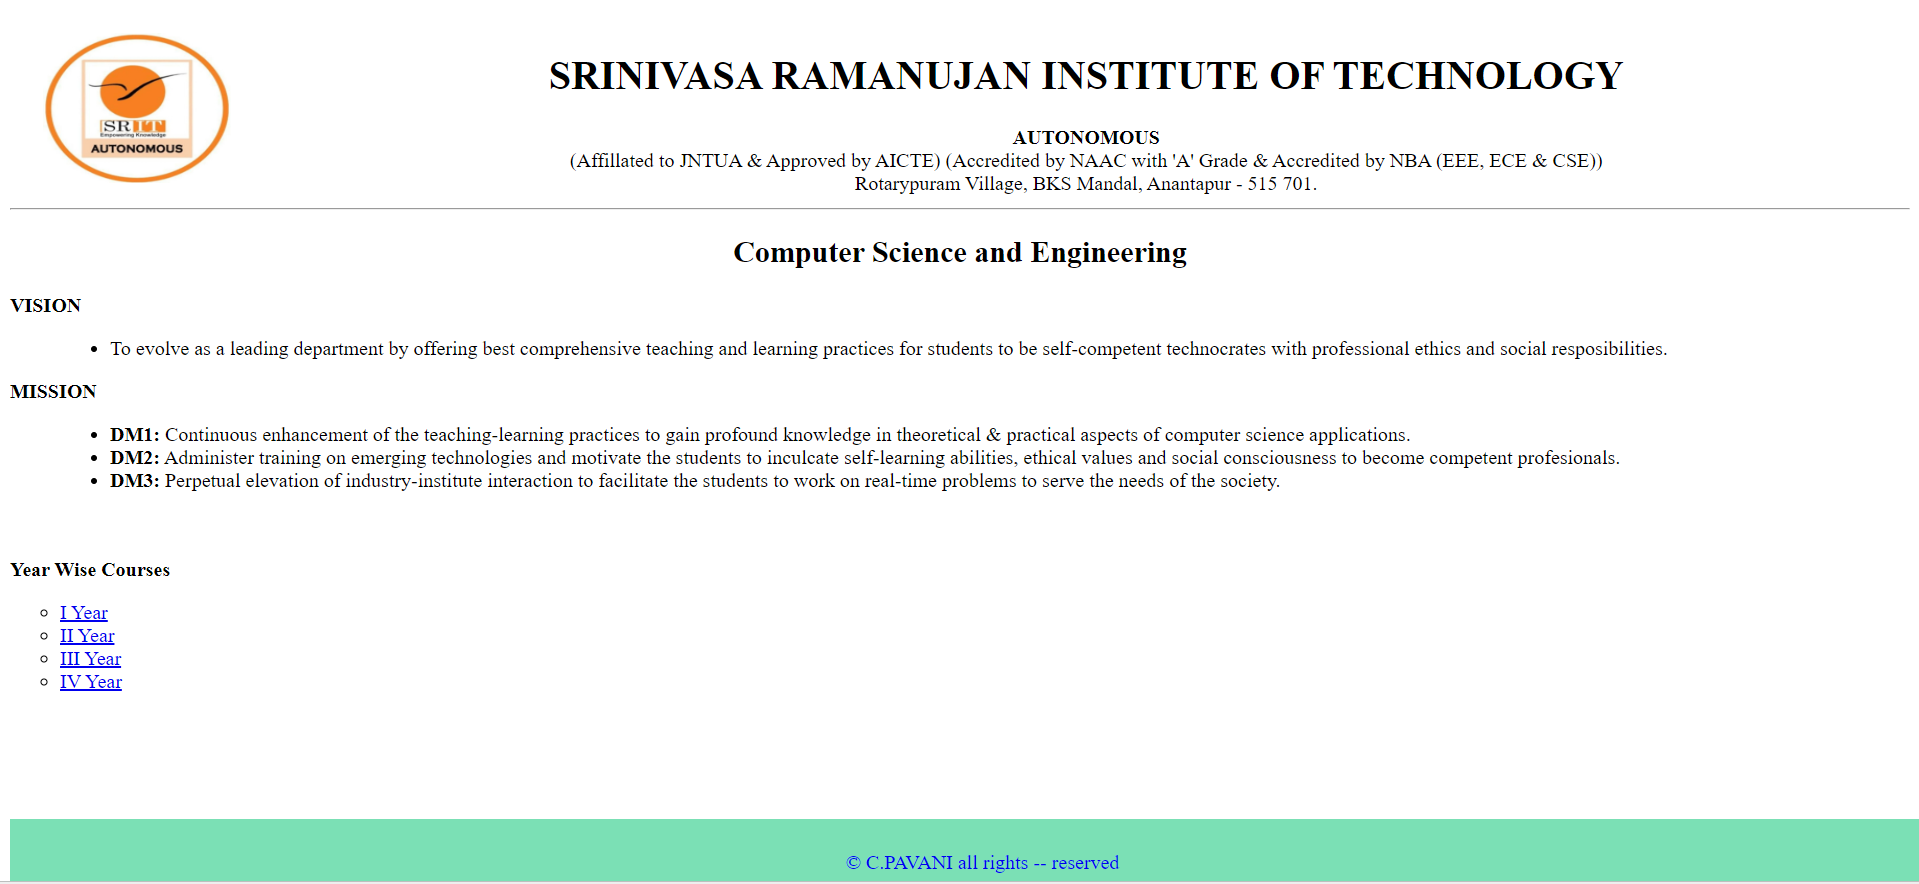 SRIT
Empowering Knowledge
AUTONOMOUS
SRINIVASA RAMANUJAN INSTITUTE OF TECHNOLOGY
AUTONOMOUS
(Affillated to JNTUA & Approved by AICTE) (Accredited by NAAC with 'A' Grade & Accredited by NBA (EEE, ECE & CSE))
Rotarypuram Village, BKS Mandal, Anantapur - 515 701.
Computer Science and Engineering
VISION
• To evolve as a leading department by offering best comprehensive teaching and learning practices for students to be self-competent technocrates with professional ethics and social resposibilities.
MISSION
• DM1: Continuous enhancement of the teaching-learning practices to gain profound knowledge in theoretical & practical aspects of computer science applications.
• DM2: Administer training on emerging technologies and motivate the students to inculcate self-learning abilities, ethical values and social consciousness to become competent profesionals.
• DM3: Perpetual elevation of industry-institute interaction to facilitate the students to work on real-time problems to serve the needs of the society.
Year Wise Courses
◦ I Year
◦ II Year
◦ III Year
◦ IV Year
© C.PAVANI all rights -- reserved